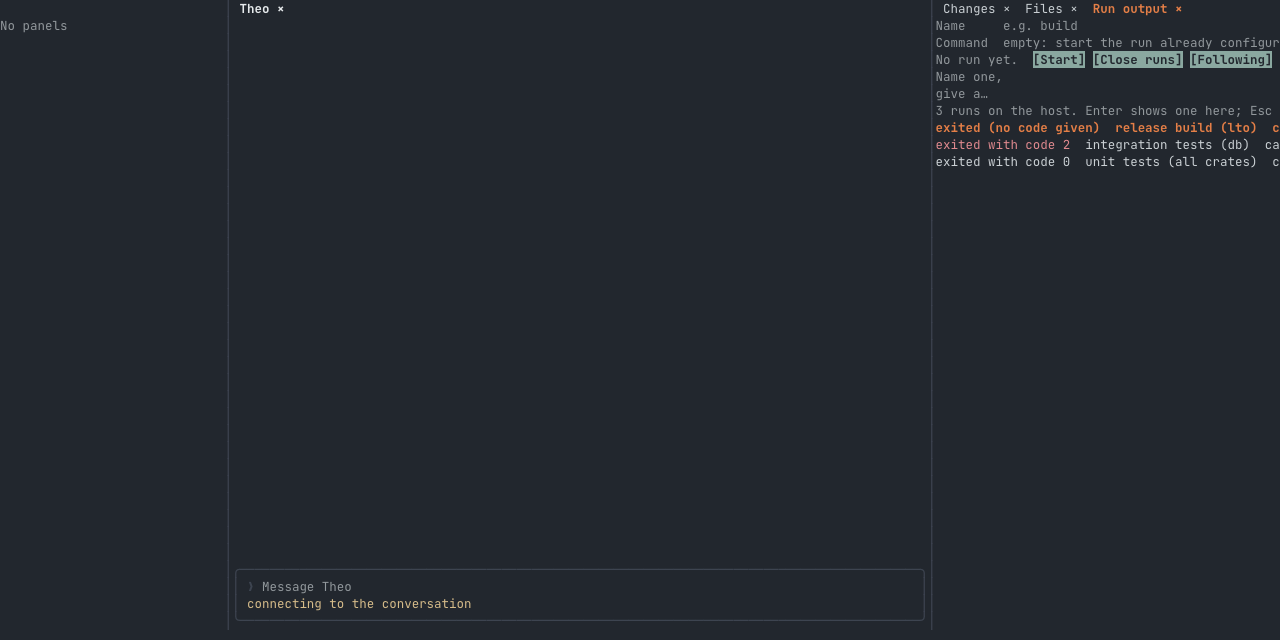 No panels
Theo ×
⟩ Message Theo
connecting to the conversation
Changes ×  Files ×  Run output ×
Name     e.g. build
Command  empty: start the run already configur
No run yet.  [Start] [Close runs] [Following]
Name one,
give a…
3 runs on the host. Enter shows one here; Esc
exited (no code given)  release build (lto)  c
exited with code 2  integration tests (db)  ca
exited with code 0  unit tests (all crates)  c